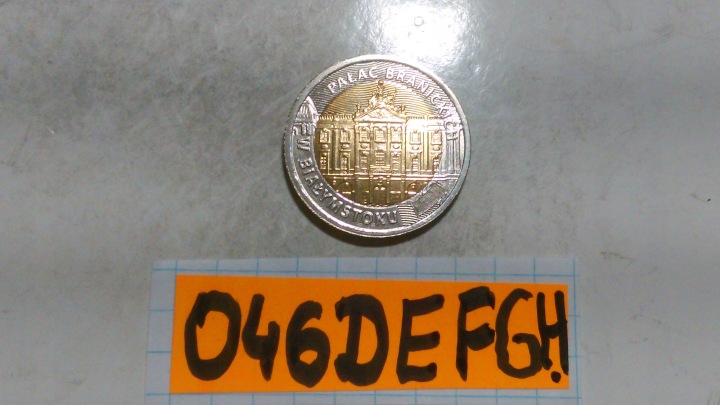 PAŁAC BRANICKICH
W BIAŁYMSTOKU
046DEFGH